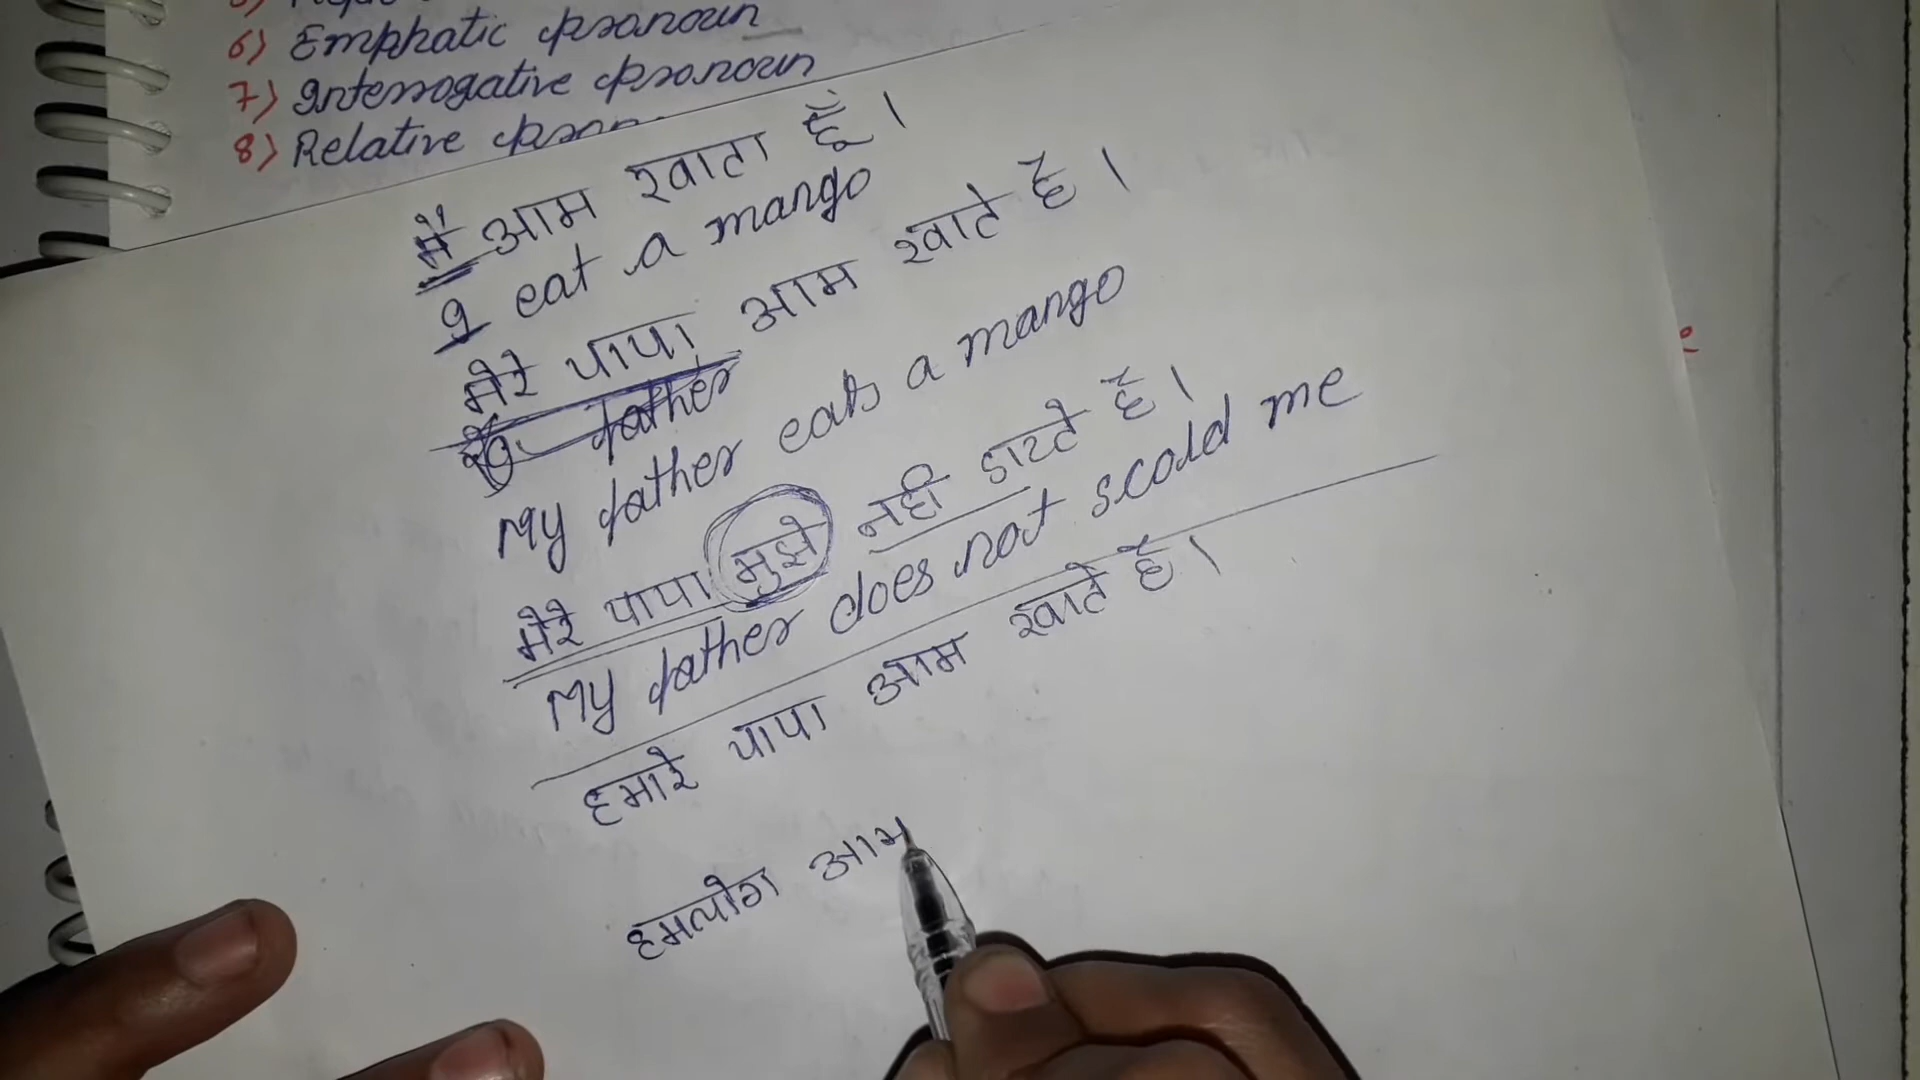 6) Emphatic pronoun
7) Interrogative pronoun
8) Relative
मैं आम खाता हूँ।
I eat a mango
मेरे पापा आम खाते हैं।
father
My father eats a mango
मेरे पापा मुझे नही डाटते हैं।
My father does not scold me
हमारे पापा आम खाते हैं।
हमलोग आम